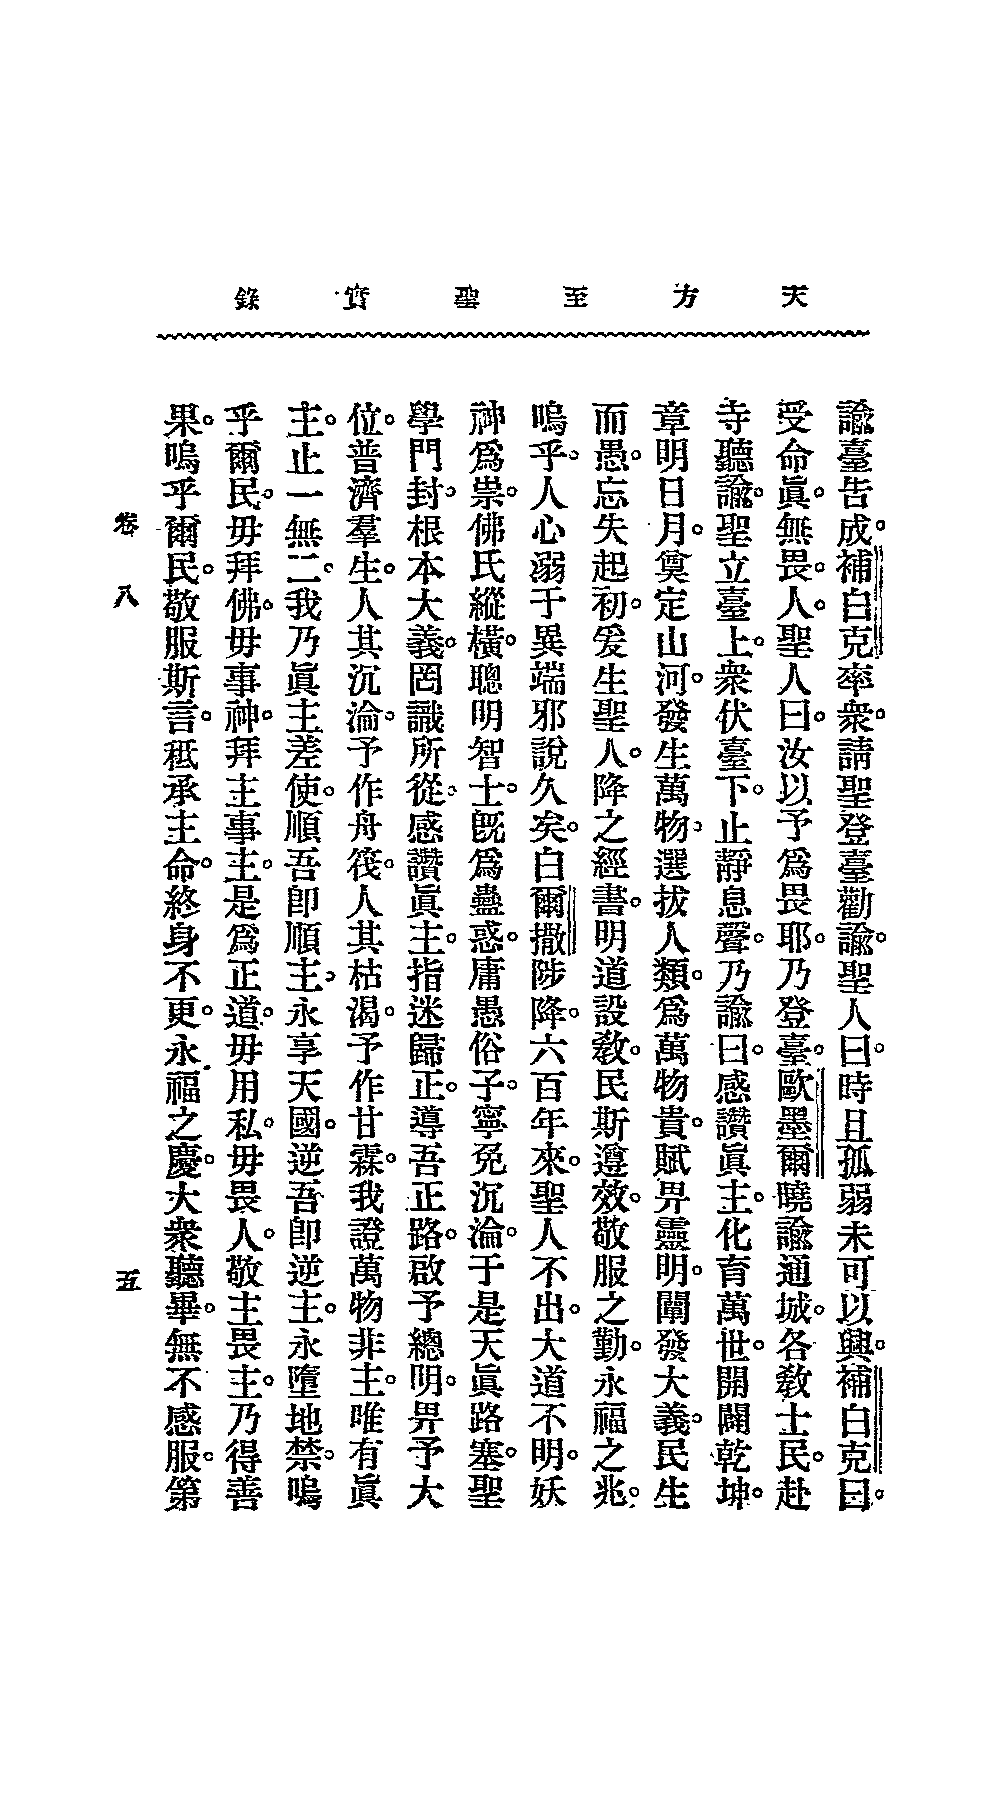 天方至聖實錄
諭臺告成。補白克率衆。請聖登臺勸諭。聖人曰。時且孤弱未可以興。補白克曰。
受命眞。無畏。人。聖人曰。汝以予爲畏耶。乃登臺。歐墨爾曉諭通城。各敎士民。赴
寺聽諭。聖立臺上。衆伏臺下。止靜息聲。乃諭曰。感讚眞主。化育萬世。開闢乾坤。
章明日月。奠定山河。發生萬物。選拔人類。爲萬物貴。賦畀靈明。闡發大義。民生
而愚。忘失起初。爰生聖人。降之經書。明道設敎。民斯遵效。敬服之勤。永福之兆。
嗚乎。人心溺于異端邪說久矣。自爾撒陟降。六百年來。聖人不出。大道不明。妖
神爲祟。佛氏縱橫。聰明智士。旣爲蠱惑。庸愚俗子。寧免沉淪。于是天眞路塞。聖
學門封。根本大義。罔識所從。感讚眞主。指迷歸正。導吾正路。啟予總明。畀予大
位。普濟羣生。人其沉淪。予作舟筏。人其枯渴。予作甘霖。我證萬物非主。唯有眞
主。止一無二。我乃眞主差使。順吾卽順主。永享天國。逆吾卽逆主。永墮地禁。嗚
乎爾民。毋拜佛。毋事神。拜主事主。是爲正道。毋用私。毋畏人。敬主畏主。乃得善
果。嗚乎爾民。敬服斯言。秪承主命。終身不更。永福之慶。大衆聽畢。無不感服。第
卷八
五